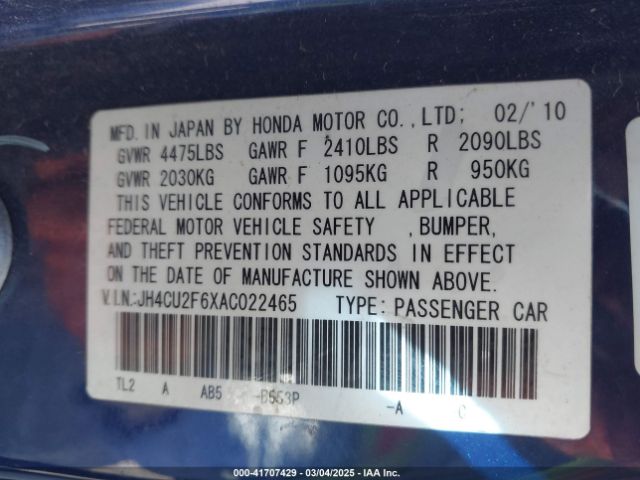 MFD. IN JAPAN BY HONDA MOTOR CO., LTD; 02/'10
GVWR 4475LBS GAWR F 2410LBS R 2090LBS
GVWR 2030KG GAWR F 1095KG R 950KG
THIS VEHICLE CONFORMS TO ALL APPLICABLE
FEDERAL MOTOR VEHICLE SAFETY , BUMPER,
AND THEFT PREVENTION STANDARDS IN EFFECT
ON THE DATE OF MANUFACTURE SHOWN ABOVE.
V.I.N.:JH4CU2F6XAC022465 TYPE: PASSENGER CAR
TL2 A AB5 -B553P -A
000-41707429 - 03/04/2025 - IAA Inc.